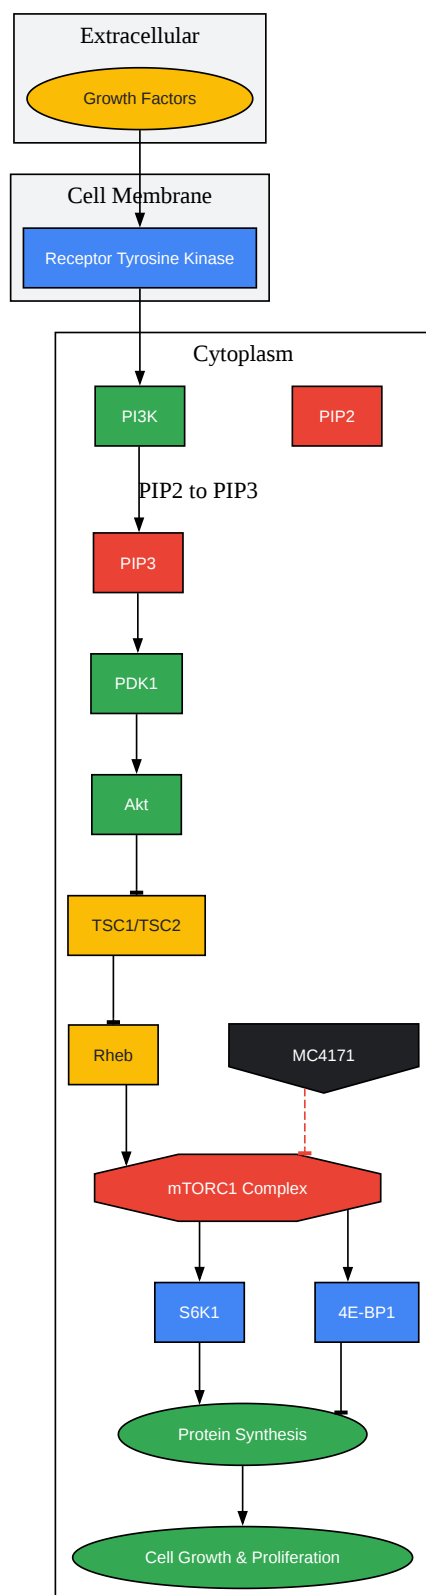 Extracellular
Growth Factors
Cell Membrane
Receptor Tyrosine Kinase
Cytoplasm
PI3K
PIP2
PIP2 to PIP3
PIP3
PDK1
Akt
TSC1/TSC2
Rheb
MC4171
mTORC1 Complex
S6K1
4E-BP1
Protein Synthesis
Cell Growth & Proliferation